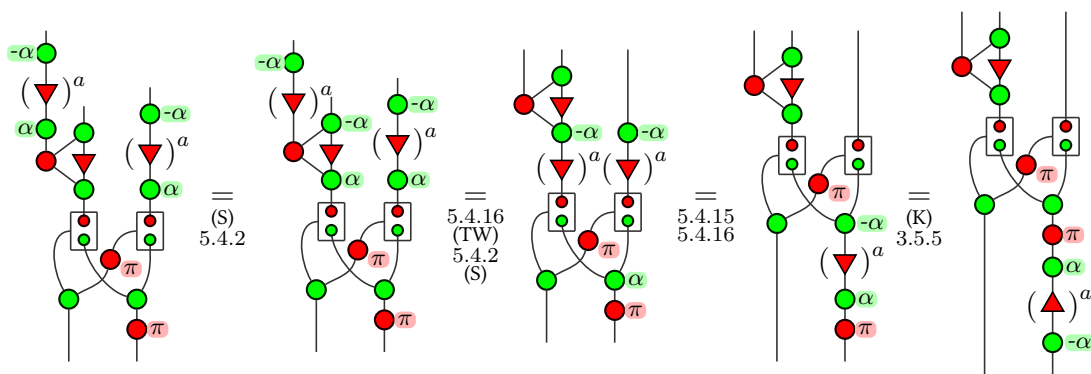 -α
( )ᵃ
α
-α
( )ᵃ
α
π
π
=
(S)
5.4.2
-α
( )ᵃ
-α
-α
( )ᵃ
α
α
π
π
=
5.4.16
(TW)
5.4.2
(S)
-α
-α
( )
( )ᵃ
π
α
π
=
5.4.15
5.4.16
π
-α
( )ᵃ
α
π
=
(K)
3.5.5
π
π
α
( )ᵃ
-α